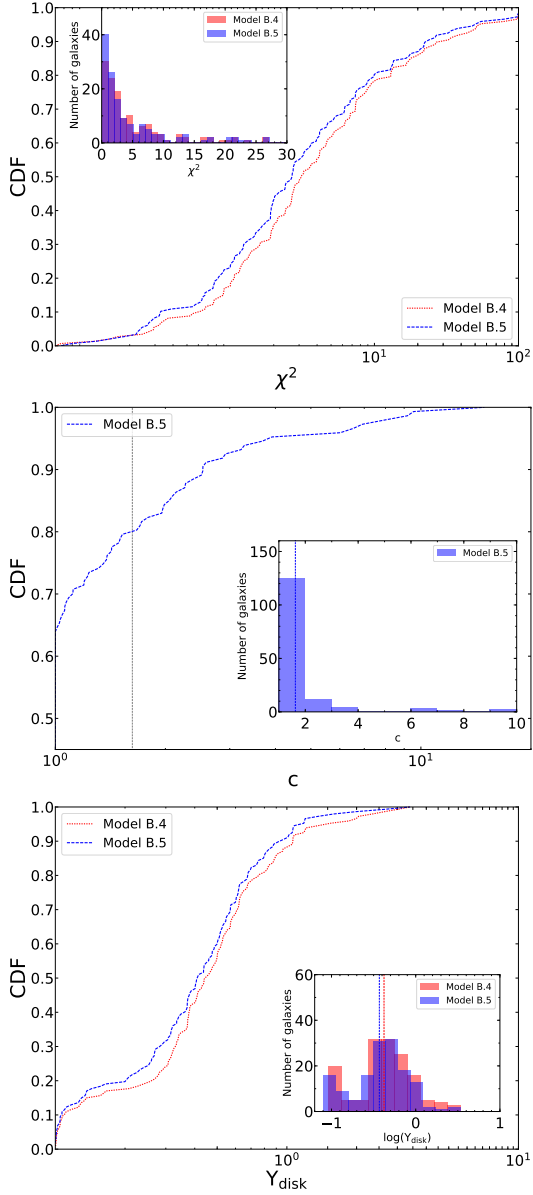 1.0
0.9
0.8
0.7
0.6
0.5
0.4
0.3
0.2
0.1
0.0
CDF
Number of galaxies
40
20
0
Model B.4
Model B.5
0 5 10 15 20 25 30
χ²
Model B.4
Model B.5
10¹ 10²
χ²
1.0
0.9
0.8
0.7
0.6
0.5
CDF
Model B.5
Number of galaxies
150
100
50
0
Model B.5
2 4 6 8 10
c
10⁰ 10¹
c
1.0
0.9
0.8
0.7
0.6
0.5
0.4
0.3
0.2
0.1
0.0
CDF
Model B.4
Model B.5
Number of galaxies
60
40
20
0
Model B.4
Model B.5
−1 0 1
log(Υ_disk)
10⁰ 10¹
Υ_disk